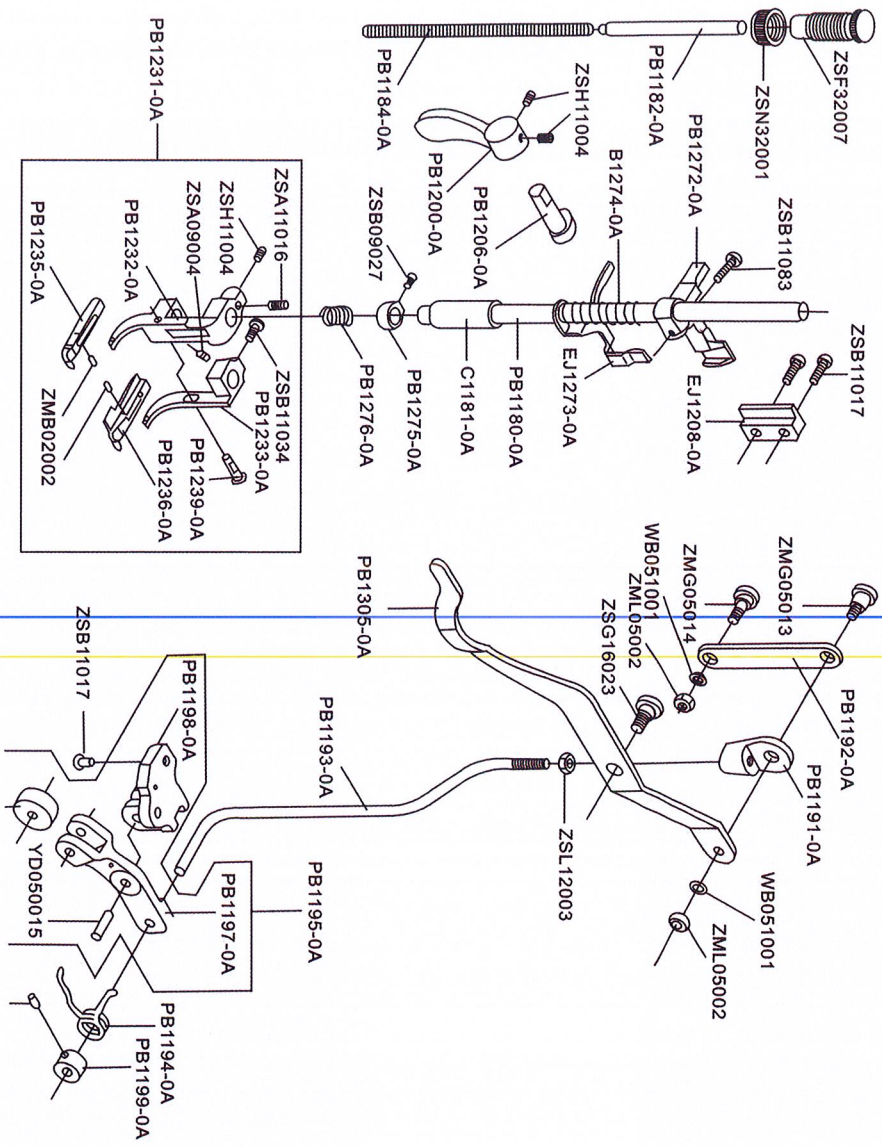 ZSF32007
ZSN32001
PB1182-0A
PB1184-0A
ZSH11004
PB1200-0A
PB1206-0A
B1274-0A
PB1272-0A
ZSB11083
ZSB11017
EJ1208-0A
EJ1273-0A
PB1180-0A
C1181-0A
PB1275-0A
PB1276-0A
ZSB09027
PB1231-0A
ZSA11016
ZSH11004
ZSA09004
PB1232-0A
PB1235-0A
ZSB11034
PB1233-0A
PB1239-0A
PB1236-0A
ZMB02002
ZMG05013
ZMG05014
WB051001
ZML05002
ZSG16023
PB1192-0A
PB1191-0A
WB051001
ZML05002
ZSL12003
PB1305-0A
PB1193-0A
PB1198-0A
ZSB11017
PB1195-0A
PB1197-0A
YD050015
PB1194-0A
PB1199-0A